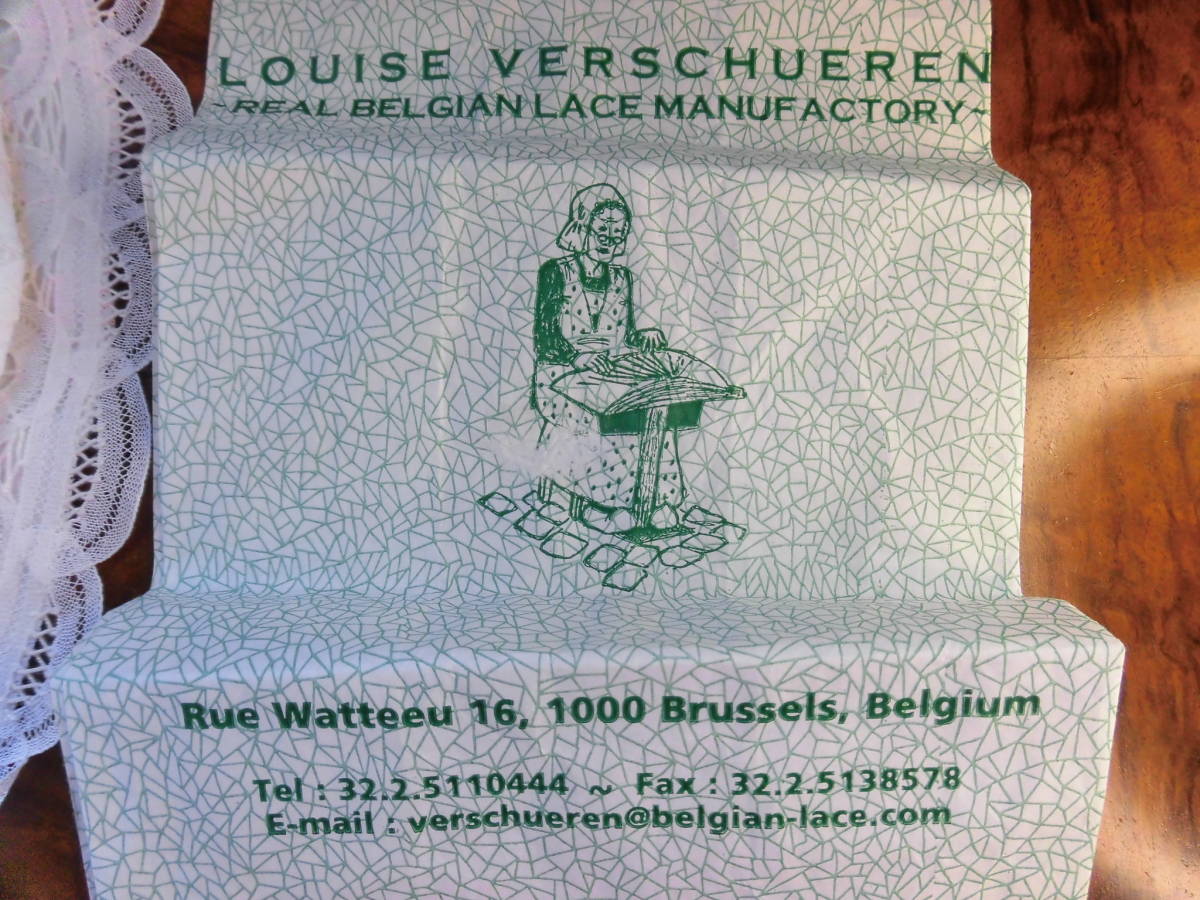 LOUISE VERSCHUEREN
~REAL BELGIAN LACE MANUFACTORY~
Rue Watteeu 16, 1000 Brussels, Belgium
Tel : 32.2.5110444 ~ Fax : 32.2.5138578
E-mail : verschueren@belgian-lace.com